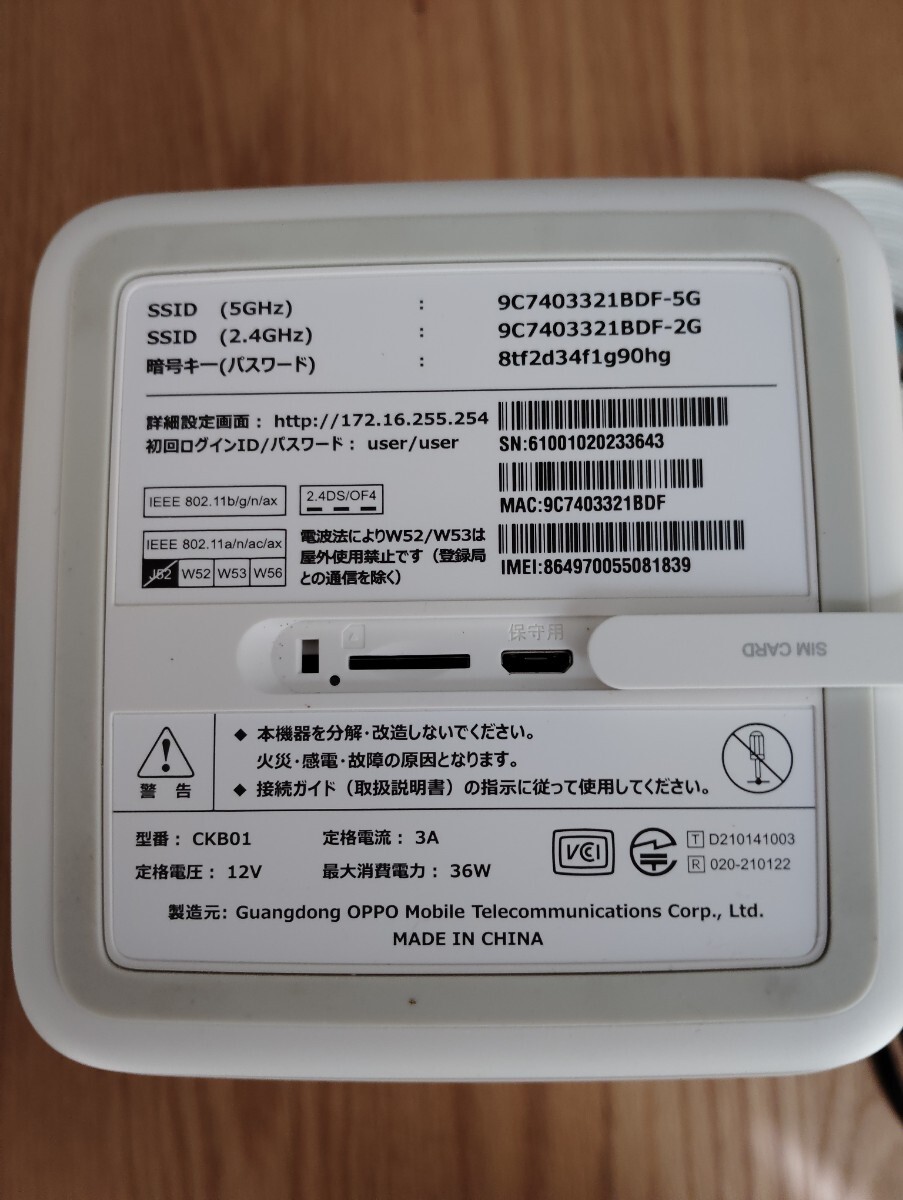 SSID (5GHz) : 9C7403321BDF-5G
SSID (2.4GHz) : 9C7403321BDF-2G
暗号キー(パスワード) : 8tf2d34f1g90hg
詳細設定画面： http://172.16.255.254
初回ログインID/パスワード： user/user
SN:61001020233643
MAC:9C7403321BDF
IMEI:864970055081839
IEEE 802.11b/g/n/ax
2.4DS/OF4
IEEE 802.11a/n/ac/ax
J52 W52 W53 W56
電波法によりW52/W53は
屋外使用禁止です（登録局
との通信を除く）
保守用
SIM CARD
警告
◆ 本機器を分解・改造しないでください。
火災・感電・故障の原因となります。
◆ 接続ガイド（取扱説明書）の指示に従って使用してください。
型番： CKB01
定格電流： 3A
定格電圧： 12V
最大消費電力： 36W
VCCI
T D210141003
R 020-210122
製造元: Guangdong OPPO Mobile Telecommunications Corp., Ltd.
MADE IN CHINA